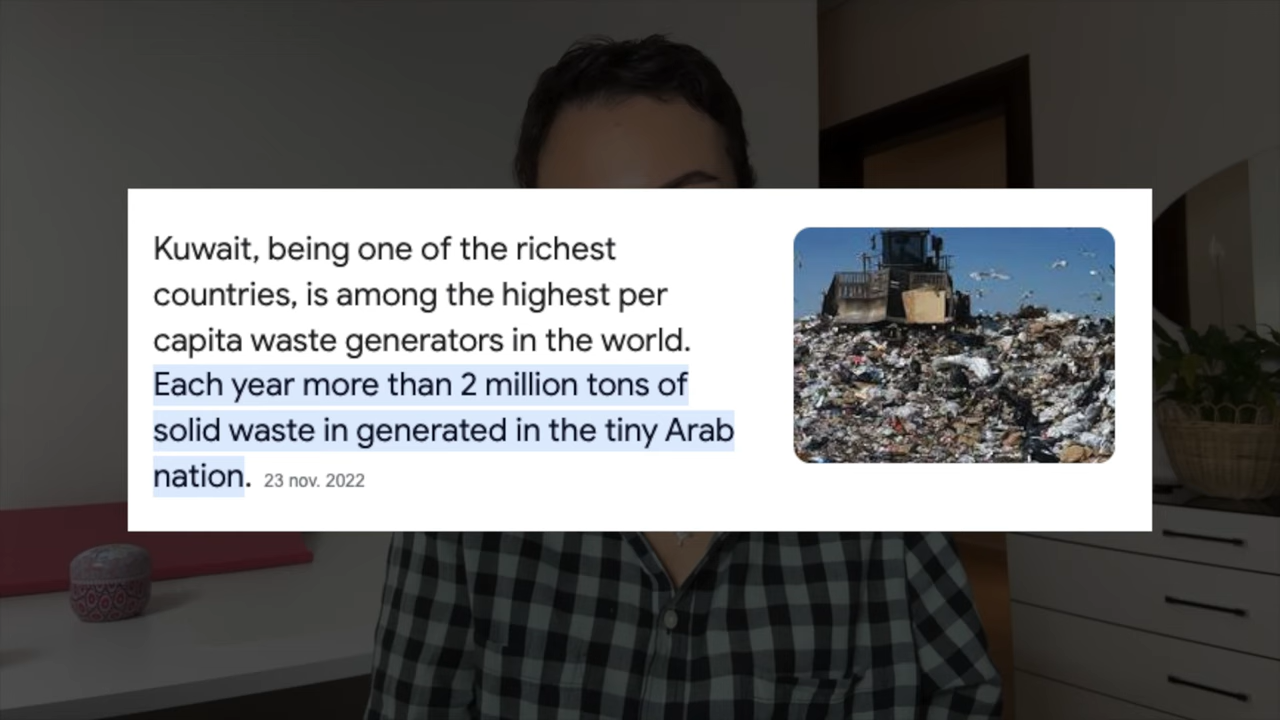 Kuwait, being one of the richest
countries, is among the highest per
capita waste generators in the world.
Each year more than 2 million tons of
solid waste in generated in the tiny Arab
nation. 23 nov. 2022